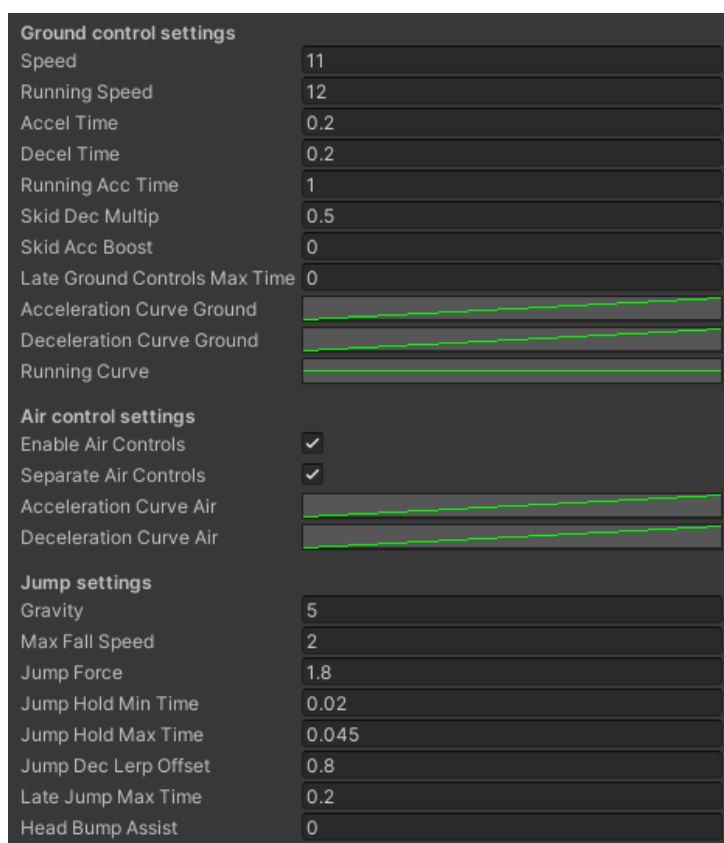 Ground control settings
Speed 11
Running Speed 12
Accel Time 0.2
Decel Time 0.2
Running Acc Time 1
Skid Dec Multip 0.5
Skid Acc Boost 0
Late Ground Controls Max Time 0
Acceleration Curve Ground
Deceleration Curve Ground
Running Curve
Air control settings
Enable Air Controls
Separate Air Controls
Acceleration Curve Air
Deceleration Curve Air
Jump settings
Gravity 5
Max Fall Speed 2
Jump Force 1.8
Jump Hold Min Time 0.02
Jump Hold Max Time 0.045
Jump Dec Lerp Offset 0.8
Late Jump Max Time 0.2
Head Bump Assist 0